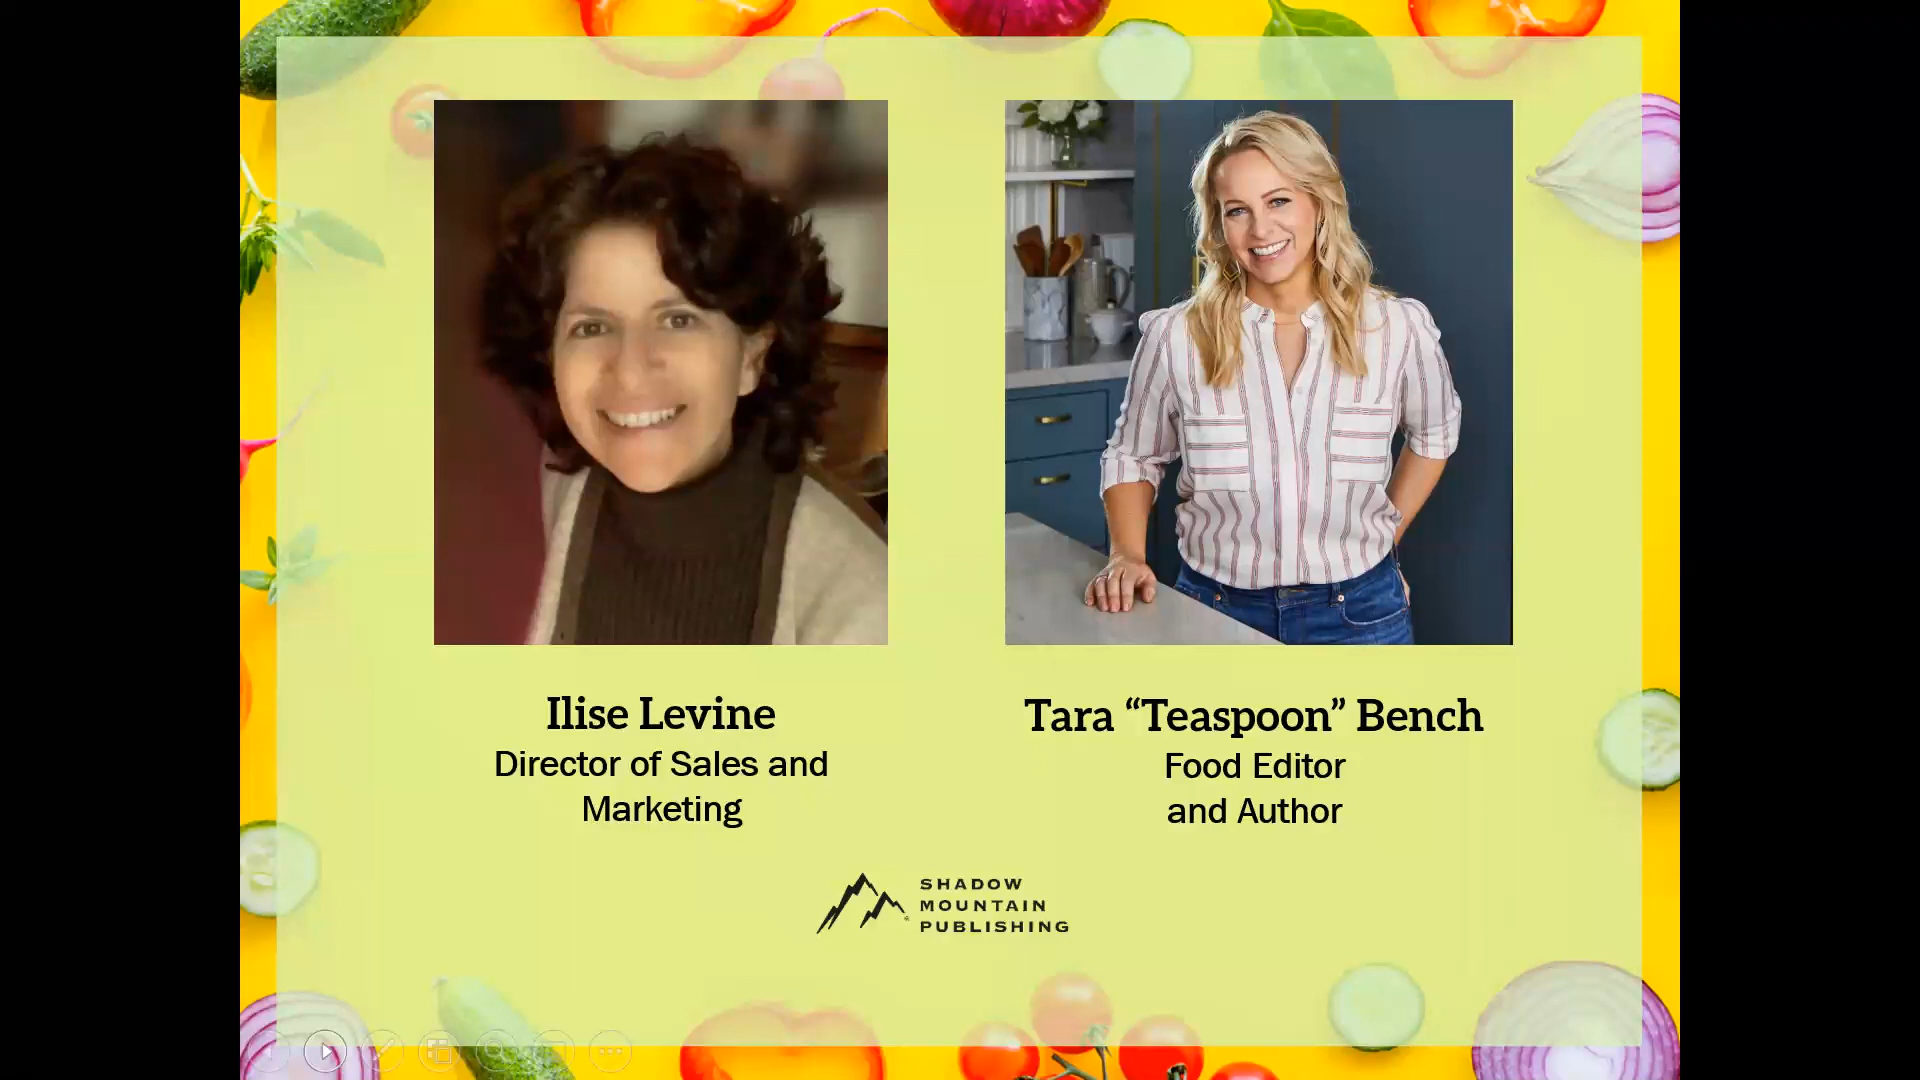 Ilise Levine
Director of Sales and
Marketing
Tara “Teaspoon” Bench
Food Editor
and Author
SHADOW
MOUNTAIN
PUBLISHING